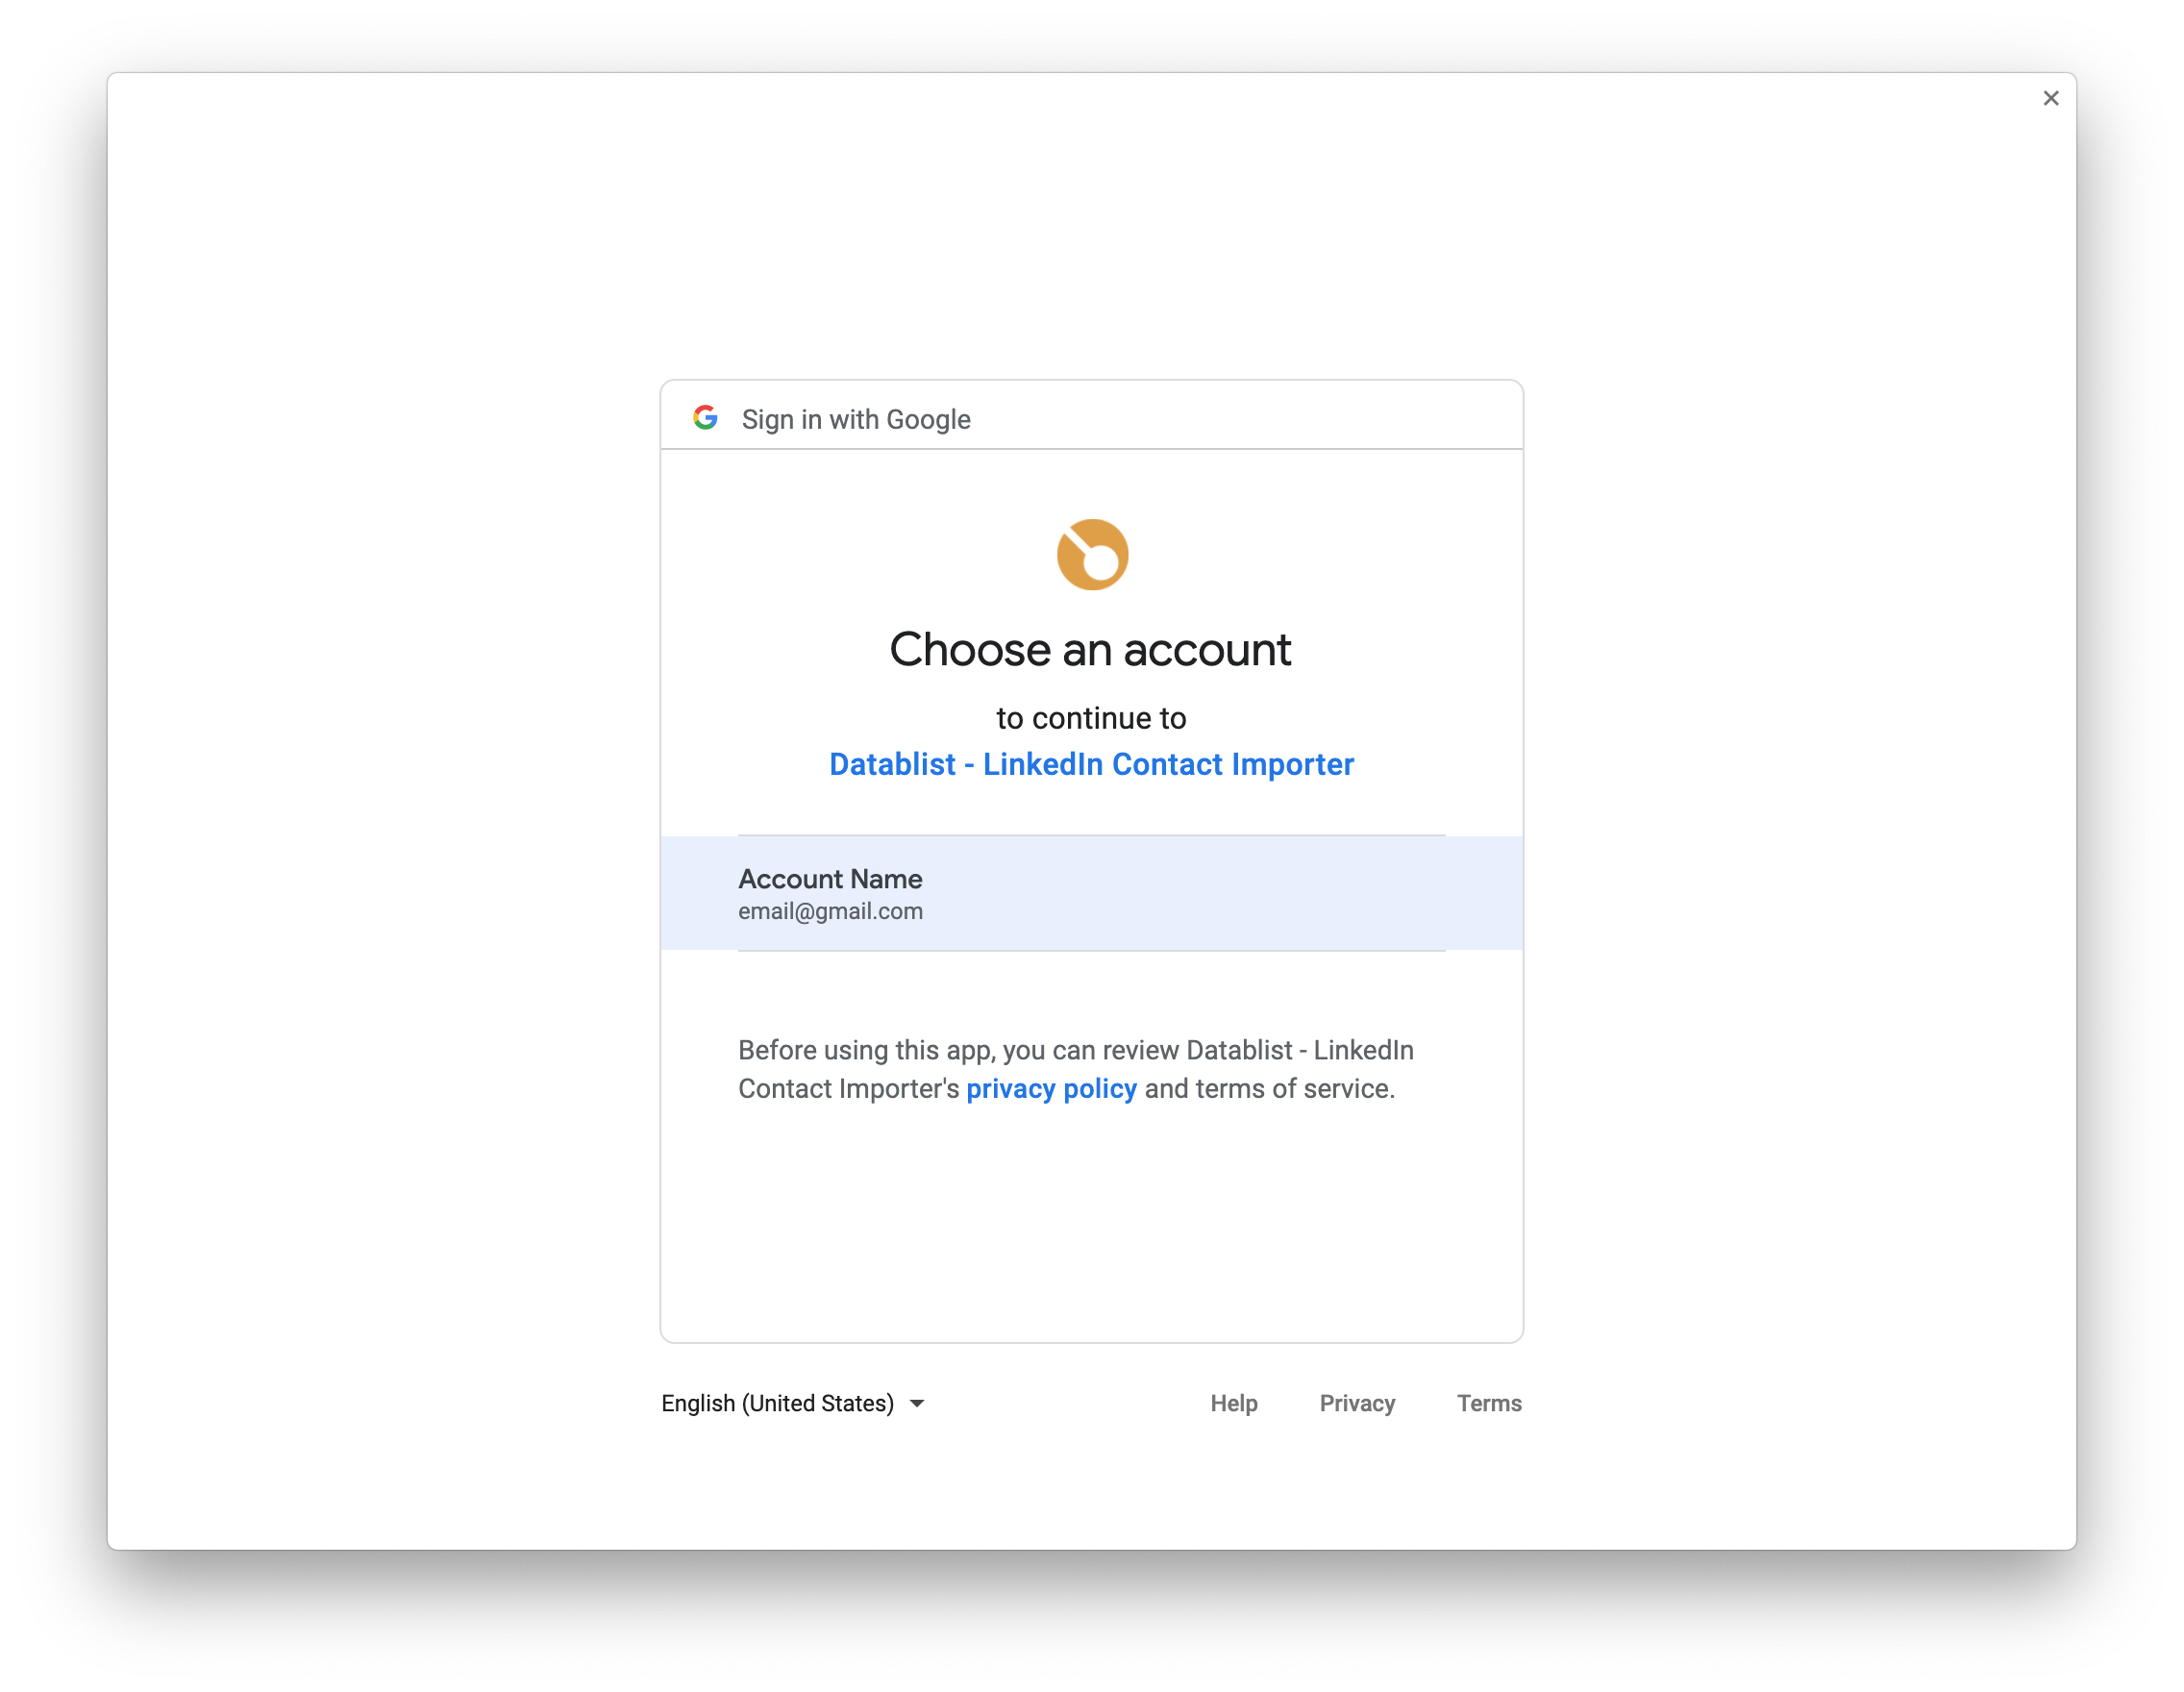 Sign in with Google
Choose an account
to continue to
Datablist - LinkedIn Contact Importer
Account Name
email@gmail.com
Before using this app, you can review Datablist - LinkedIn
Contact Importer's privacy policy and terms of service.
English (United States)
Help Privacy Terms